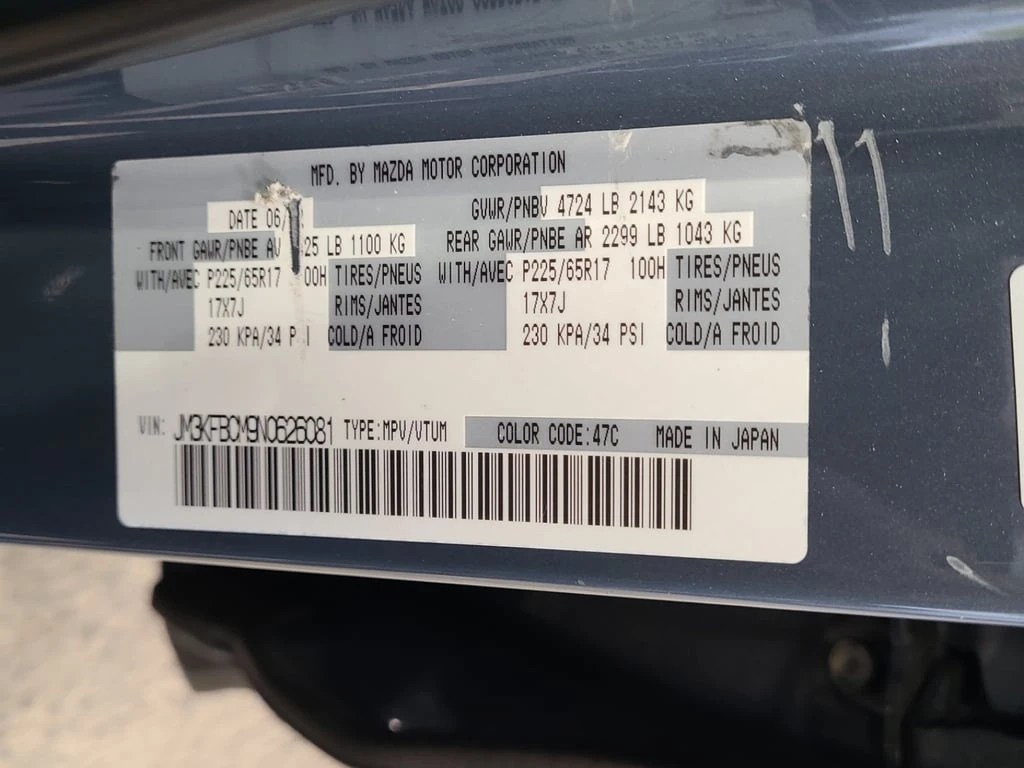 MFD. BY MAZDA MOTOR CORPORATION
DATE 06/
GVWR/PNBV 4724 LB 2143 KG
FRONT GAWR/PNBE AV 25 LB 1100 KG
REAR GAWR/PNBE AR 2299 LB 1043 KG
WITH/AVEC P225/65R17 00H TIRES/PNEUS
WITH/AVEC P225/65R17 100H TIRES/PNEUS
17X7J RIMS/JANTES
17X7J RIMS/JANTES
230 KPA/34 P I COLD/A FROID
230 KPA/34 PSI COLD/A FROID
VIN: JM3KFBCM9N0626081 TYPE:MPV/VTUM COLOR CODE:47C MADE IN JAPAN
11